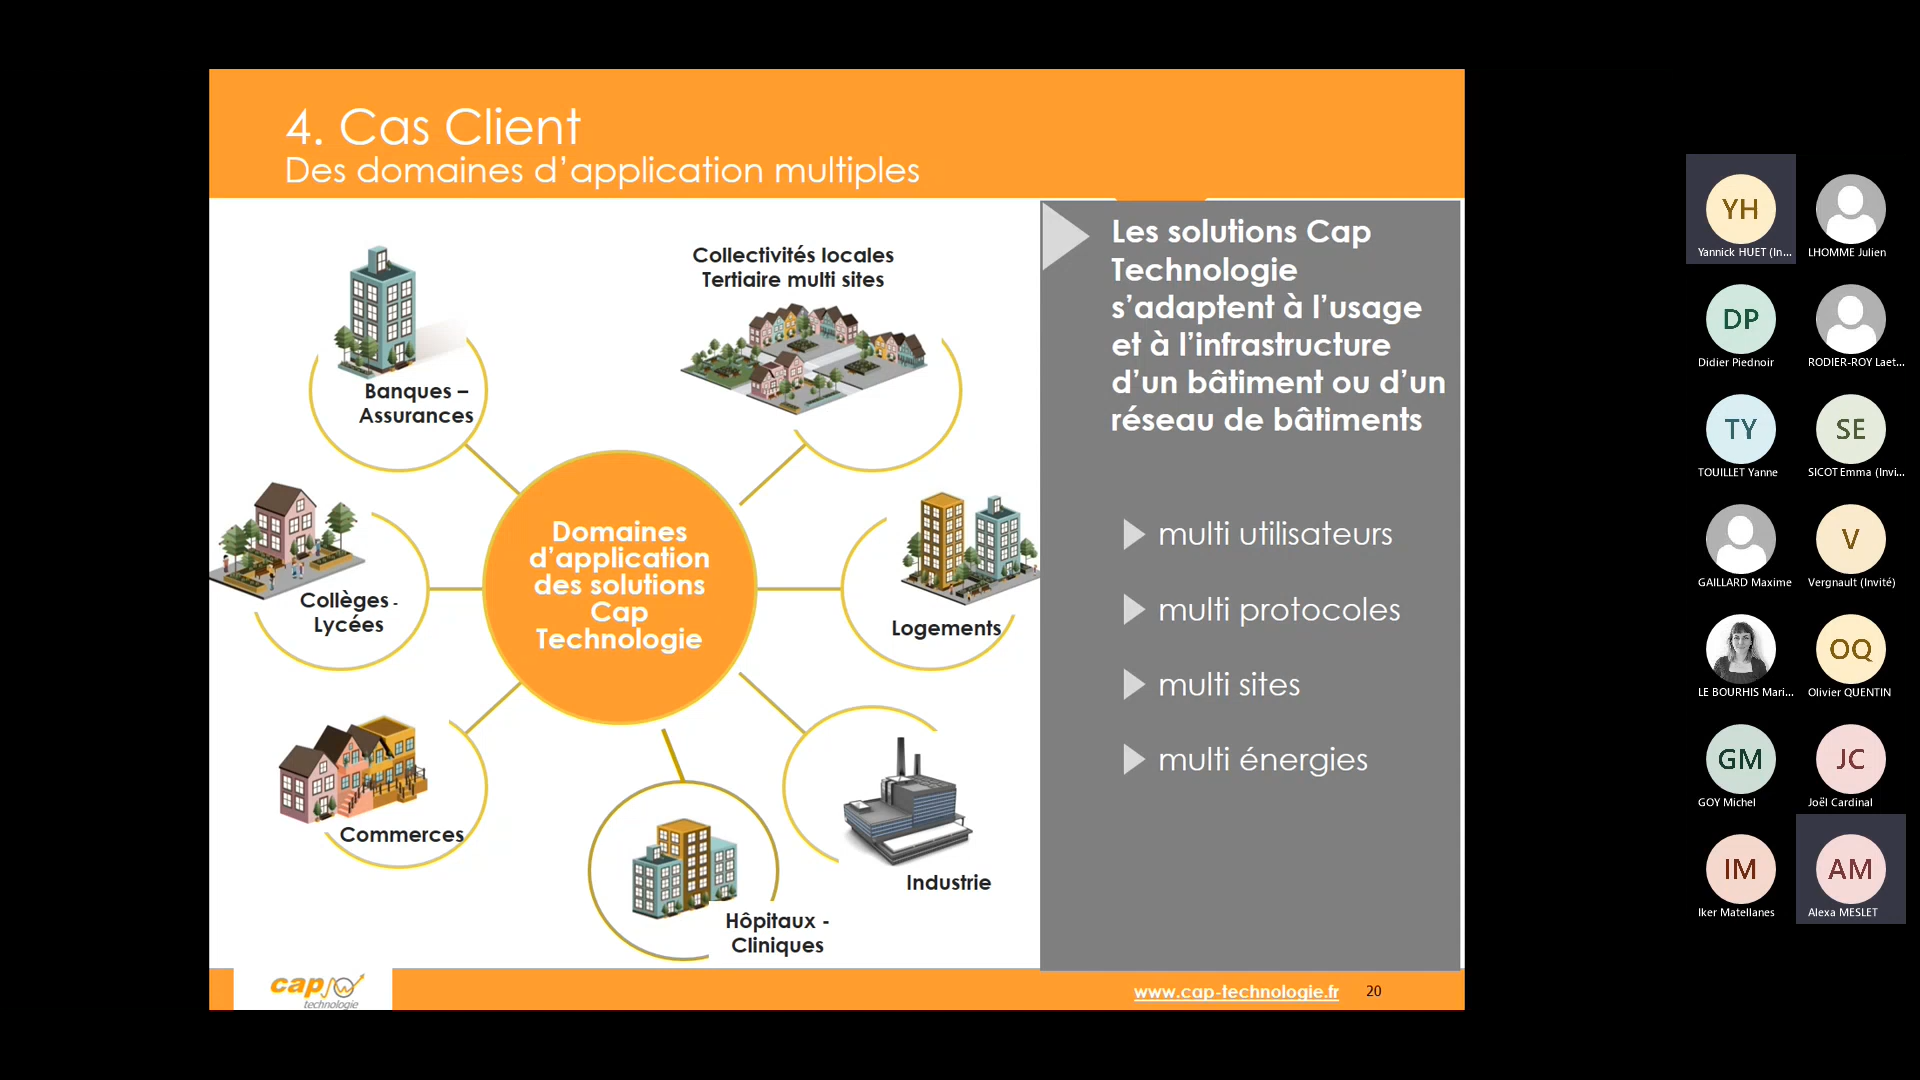 4. Cas Client
Des domaines d’application multiples
Banques –
Assurances
Collectivités locales
Tertiaire multi sites
Collèges -
Lycées
Domaines
d’application
des solutions
Cap
Technologie
Logements
Commerces
Industrie
Hôpitaux -
Cliniques
Les solutions Cap
Technologie
s’adaptent à l’usage
et à l’infrastructure
d’un bâtiment ou d’un
réseau de bâtiments
multi utilisateurs
multi protocoles
multi sites
multi énergies
cap
technologie
www.cap-technologie.fr
20
YH
Yannick HUET (In...
LHOMME Julien
DP
Didier Piednoir
RODIER-ROY Laet...
TY
TOUILLET Yanne
SE
SICOT Emma (Invi...
GAILLARD Maxime
V
Vergnault (Invité)
LE BOURHIS Mari...
OQ
Olivier QUENTIN
GM
GOY Michel
JC
Joël Cardinal
IM
Iker Matellanes
AM
Alexa MESLET